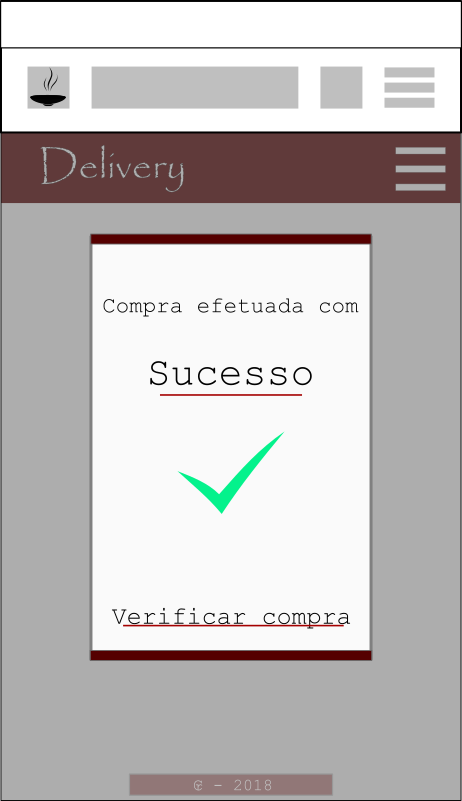 Delivery
Compra efetuada com
Sucesso
Verificar compra
- 2018